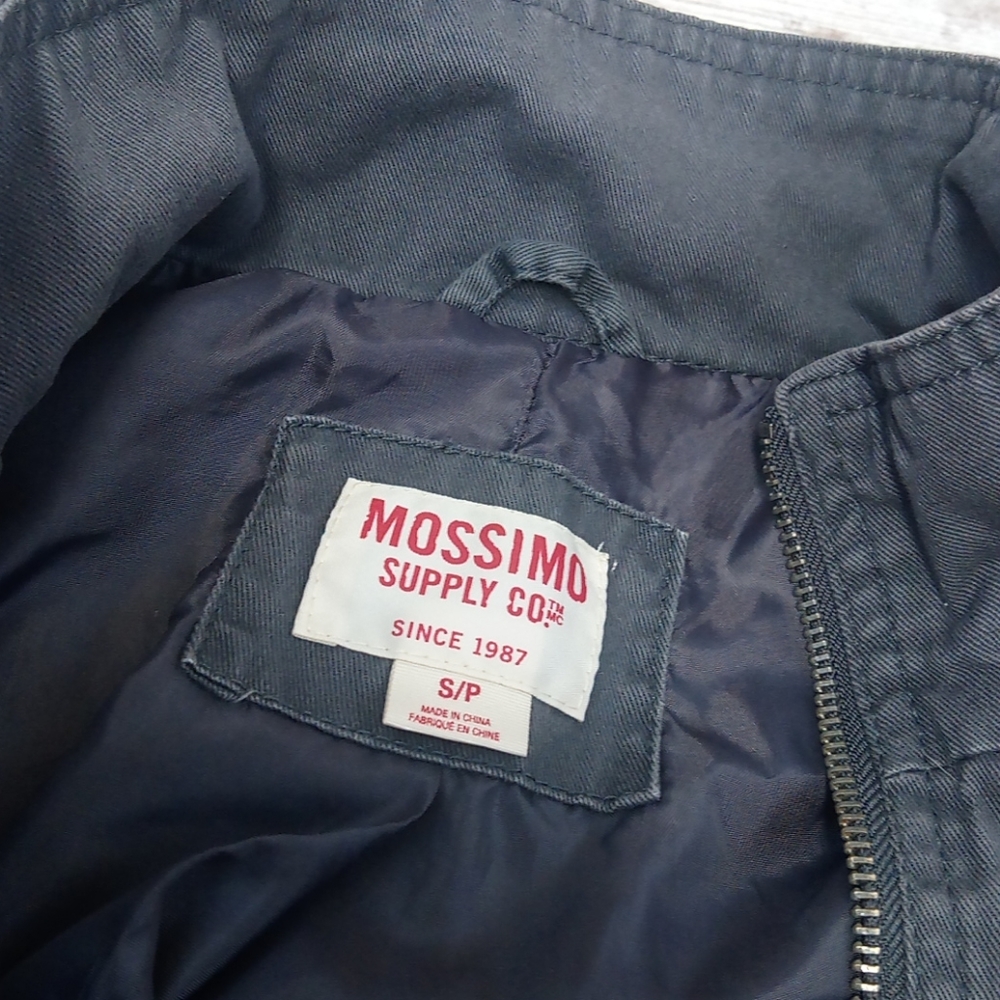 MOSSIMO
SUPPLY CO.™ MC
SINCE 1987
S/P
MADE IN CHINA
FABRIQUÉ EN CHINE